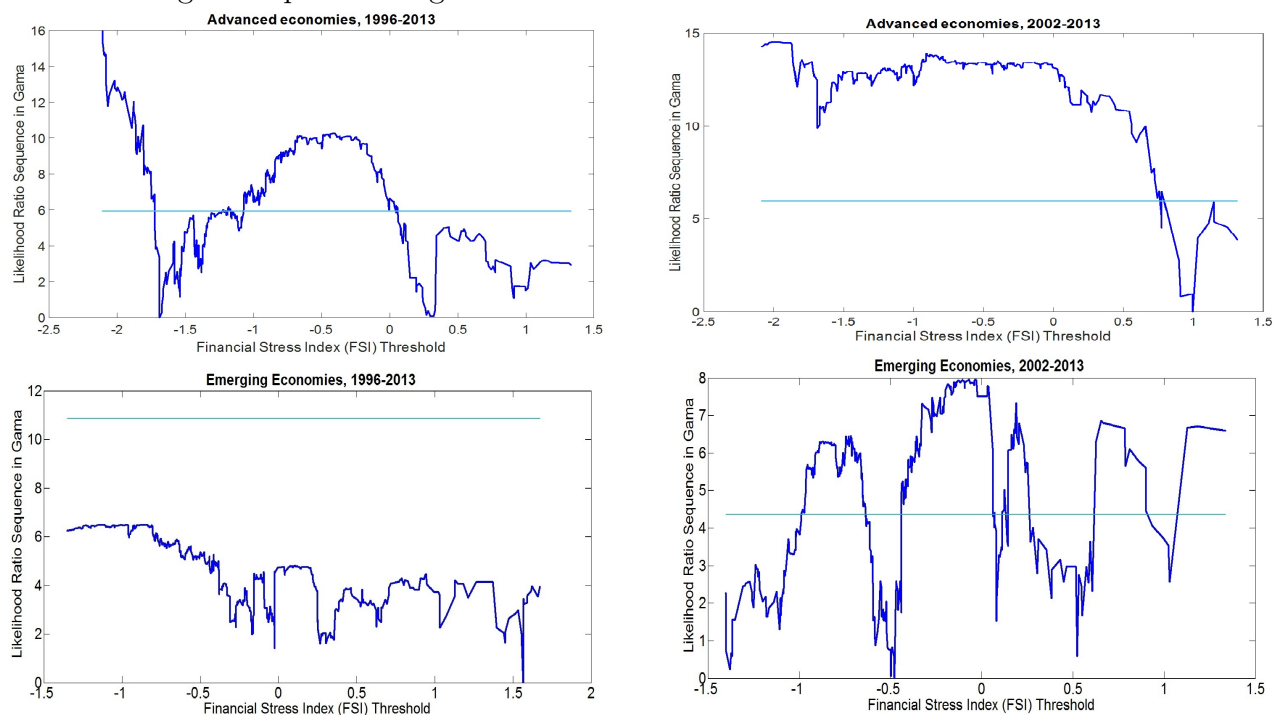 Advanced economies, 1996-2013
16
14
12
10
8
6
4
2
0
Likelihood Ratio Sequence in Gama
-2.5 -2 -1.5 -1 -0.5 0 0.5 1 1.5
Financial Stress Index (FSI) Threshold
Advanced economies, 2002-2013
15
10
5
0
Likelihood Ratio Sequence in Gama
-2.5 -2 -1.5 -1 -0.5 0 0.5 1 1.5
Financial Stress Index (FSI) Threshold
Emerging Economies, 1996-2013
12
10
8
6
4
2
0
Likelihood Ratio Sequence in Gama
-1.5 -1 -0.5 0 0.5 1 1.5 2
Financial Stress Index (FSI) Threshold
Emerging Economies, 2002-2013
8
7
6
5
4
3
2
1
0
Likelihood Ratio Sequence in Gama
-1.5 -1 -0.5 0 0.5 1 1.5
Financial Stress Index (FSI) Threshold